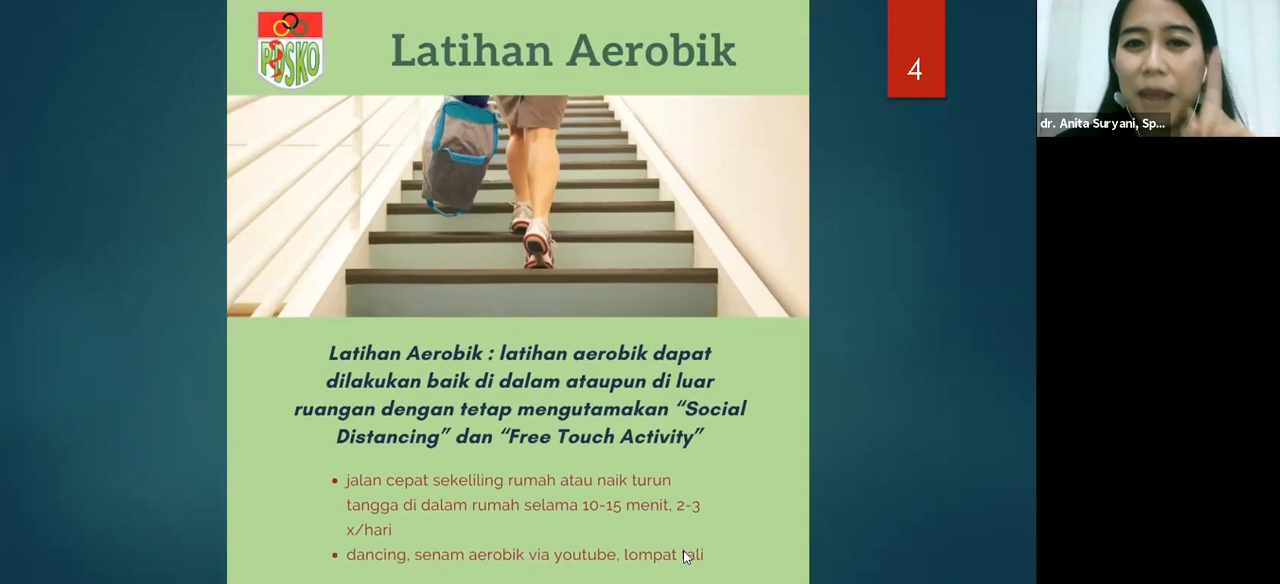 PDSKO
Latihan Aerobik
4
dr. Anita Suryani, Sp...
Latihan Aerobik : latihan aerobik dapat
dilakukan baik di dalam ataupun di luar
ruangan dengan tetap mengutamakan “Social
Distancing” dan “Free Touch Activity”
jalan cepat sekeliling rumah atau naik turun
tangga di dalam rumah selama 10-15 menit, 2-3
x/hari
dancing, senam aerobik via youtube, lompat tali